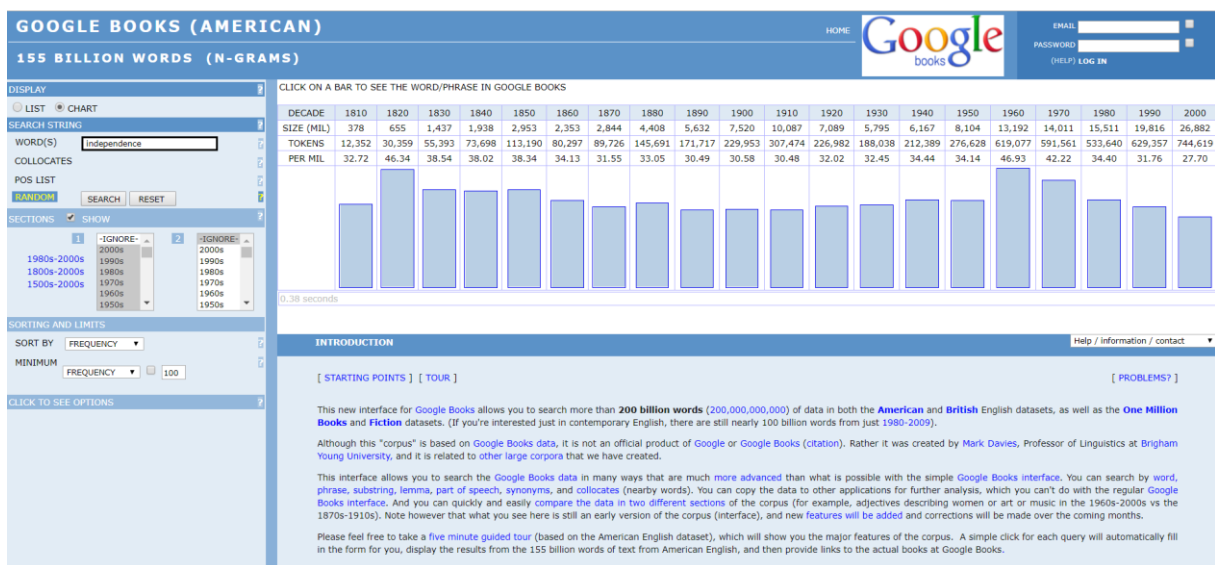 GOOGLE BOOKS (AMERICAN)
155 BILLION WORDS (N-GRAMS)
HOME
Google
books
EMAIL
PASSWORD
(HELP) LOG IN
DISPLAY ?
LIST CHART
SEARCH STRING ?
WORD(S) independence
COLLOCATES
POS LIST
RANDOM SEARCH RESET ?
SECTIONS SHOW ?
1 -IGNORE- 2 -IGNORE-
2000s 2000s
1980s-2000s 1990s 1990s
1800s-2000s 1980s 1980s
1500s-2000s 1970s 1970s
1960s 1960s
1950s 1950s
SORTING AND LIMITS
SORT BY FREQUENCY
MINIMUM FREQUENCY 100
CLICK TO SEE OPTIONS ?
CLICK ON A BAR TO SEE THE WORD/PHRASE IN GOOGLE BOOKS
DECADE 1810 1820 1830 1840 1850 1860 1870 1880 1890 1900 1910 1920 1930 1940 1950 1960 1970 1980 1990 2000
SIZE (MIL) 378 655 1,437 1,938 2,953 2,353 2,844 4,408 5,632 7,520 10,087 7,089 5,795 6,167 8,104 13,192 14,011 15,511 19,816 26,882
TOKENS 12,352 30,359 55,393 73,698 113,190 80,297 89,726 145,691 171,717 229,953 307,474 226,982 188,038 212,389 276,628 619,077 591,561 533,640 629,357 744,619
PER MIL 32.72 46.34 38.54 38.02 38.34 34.13 31.55 33.05 30.49 30.58 30.48 32.02 32.45 34.44 34.14 46.93 42.22 34.40 31.76 27.70
0.38 seconds
INTRODUCTION
Help / information / contact
[ STARTING POINTS ] [ TOUR ] [ PROBLEMS? ]
This new interface for Google Books allows you to search more than 200 billion words (200,000,000,000) of data in both the American and British English datasets, as well as the One Million
Books and Fiction datasets. (If you're interested just in contemporary English, there are still nearly 100 billion words from just 1980-2009).
Although this "corpus" is based on Google Books data, it is not an official product of Google or Google Books (citation). Rather it was created by Mark Davies, Professor of Linguistics at Brigham
Young University, and it is related to other large corpora that we have created.
This interface allows you to search the Google Books data in many ways that are much more advanced than what is possible with the simple Google Books interface. You can search by word,
phrase, substring, lemma, part of speech, synonyms, and collocates (nearby words). You can copy the data to other applications for further analysis, which you can't do with the regular Google
Books interface. And you can quickly and easily compare the data in two different sections of the corpus (for example, adjectives describing women or art or music in the 1960s-2000s vs the
1870s-1910s). Note however that what you see here is still an early version of the corpus (interface), and new features will be added and corrections will be made over the coming months.
Please feel free to take a five minute guided tour (based on the American English dataset), which will show you the major features of the corpus. A simple click for each query will automatically fill
in the form for you, display the results from the 155 billion words of text from American English, and then provide links to the actual books at Google Books.